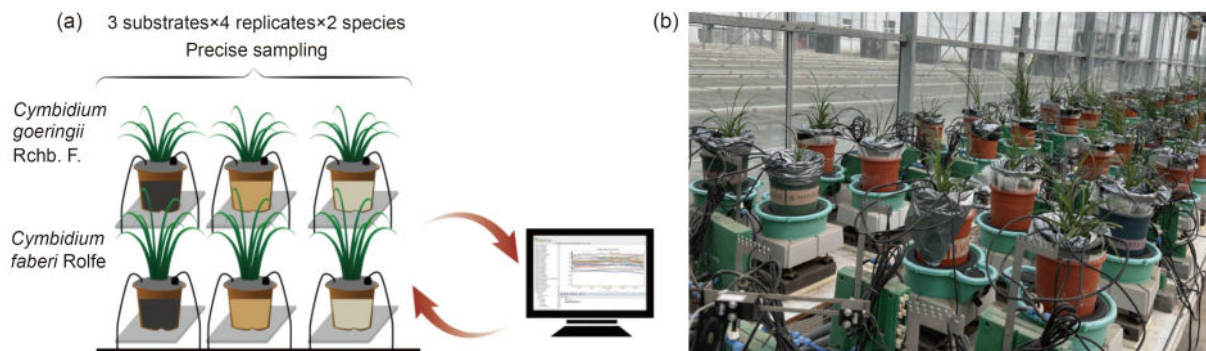 (a) 3 substrates×4 replicates×2 species
Precise sampling
Cymbidium
goeringii
Rchb. F.
Cymbidium
faberi Rolfe
(b)